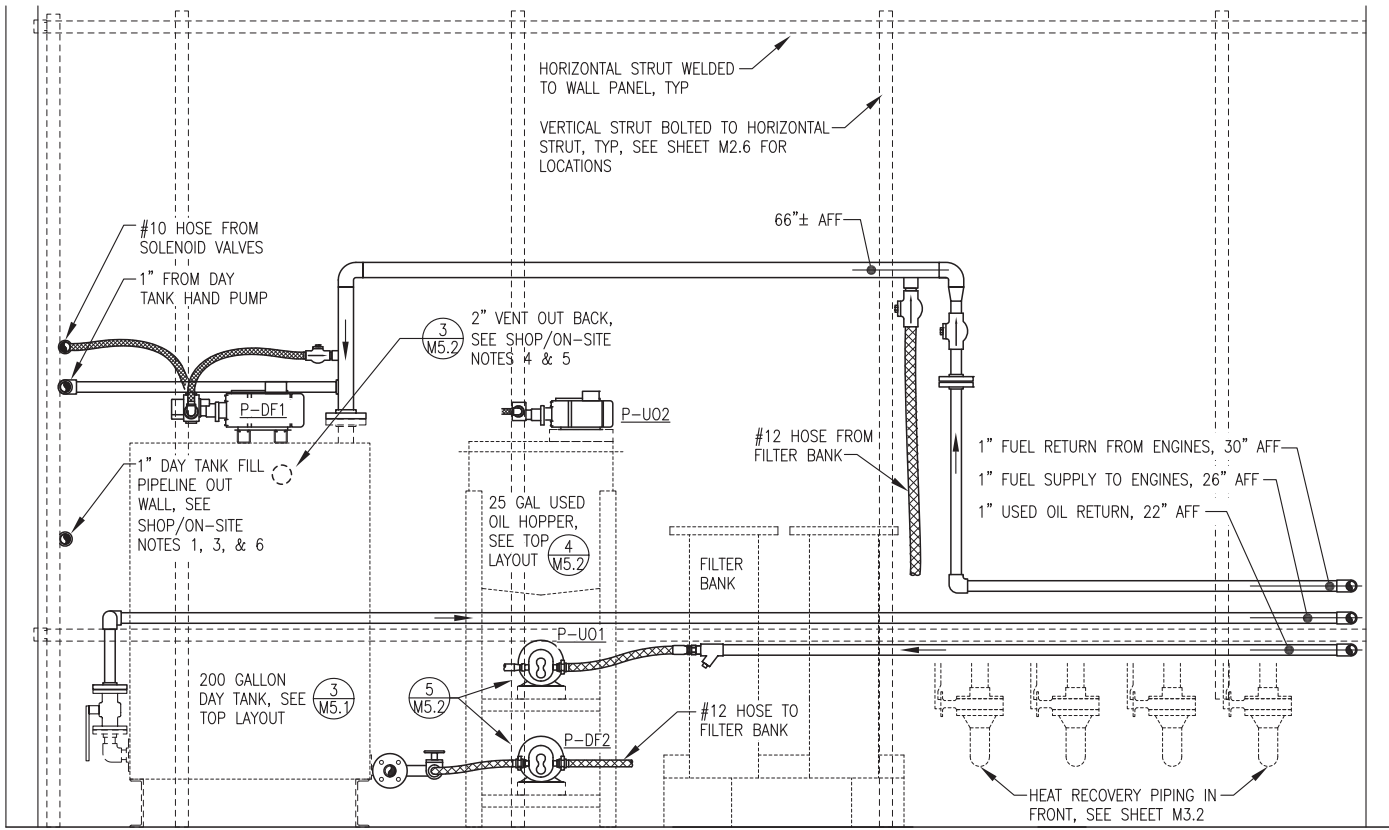 HORIZONTAL STRUT WELDED
TO WALL PANEL, TYP
VERTICAL STRUT BOLTED TO HORIZONTAL
STRUT, TYP, SEE SHEET M2.6 FOR
LOCATIONS
66"± AFF
#10 HOSE FROM
SOLENOID VALVES
1" FROM DAY
TANK HAND PUMP
3
M5.2
2" VENT OUT BACK,
SEE SHOP/ON-SITE
NOTES 4 & 5
P-DF1
P-UO2
#12 HOSE FROM
FILTER BANK
1" FUEL RETURN FROM ENGINES, 30" AFF
1" FUEL SUPPLY TO ENGINES, 26" AFF
1" USED OIL RETURN, 22" AFF
1" DAY TANK FILL
PIPELINE OUT
WALL, SEE
SHOP/ON-SITE
NOTES 1, 3, & 6
25 GAL USED
OIL HOPPER,
SEE TOP
LAYOUT
4
M5.2
FILTER
BANK
P-UO1
200 GALLON
DAY TANK, SEE
TOP LAYOUT
3
M5.1
5
M5.2
#12 HOSE TO
FILTER BANK
P-DF2
HEAT RECOVERY PIPING IN
FRONT, SEE SHEET M3.2